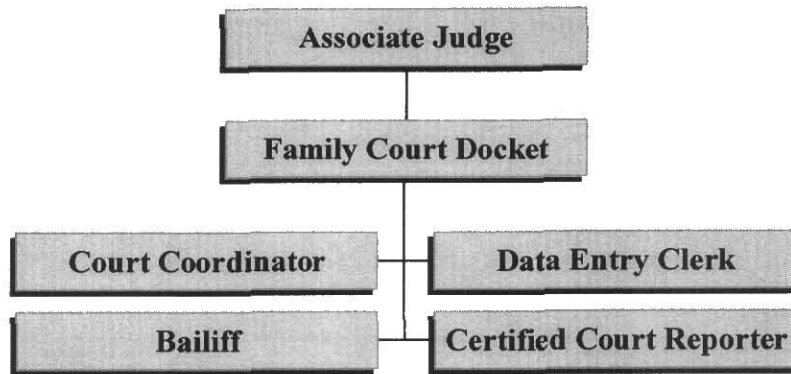 Associate Judge
Family Court Docket
Court Coordinator
Data Entry Clerk
Bailiff
Certified Court Reporter